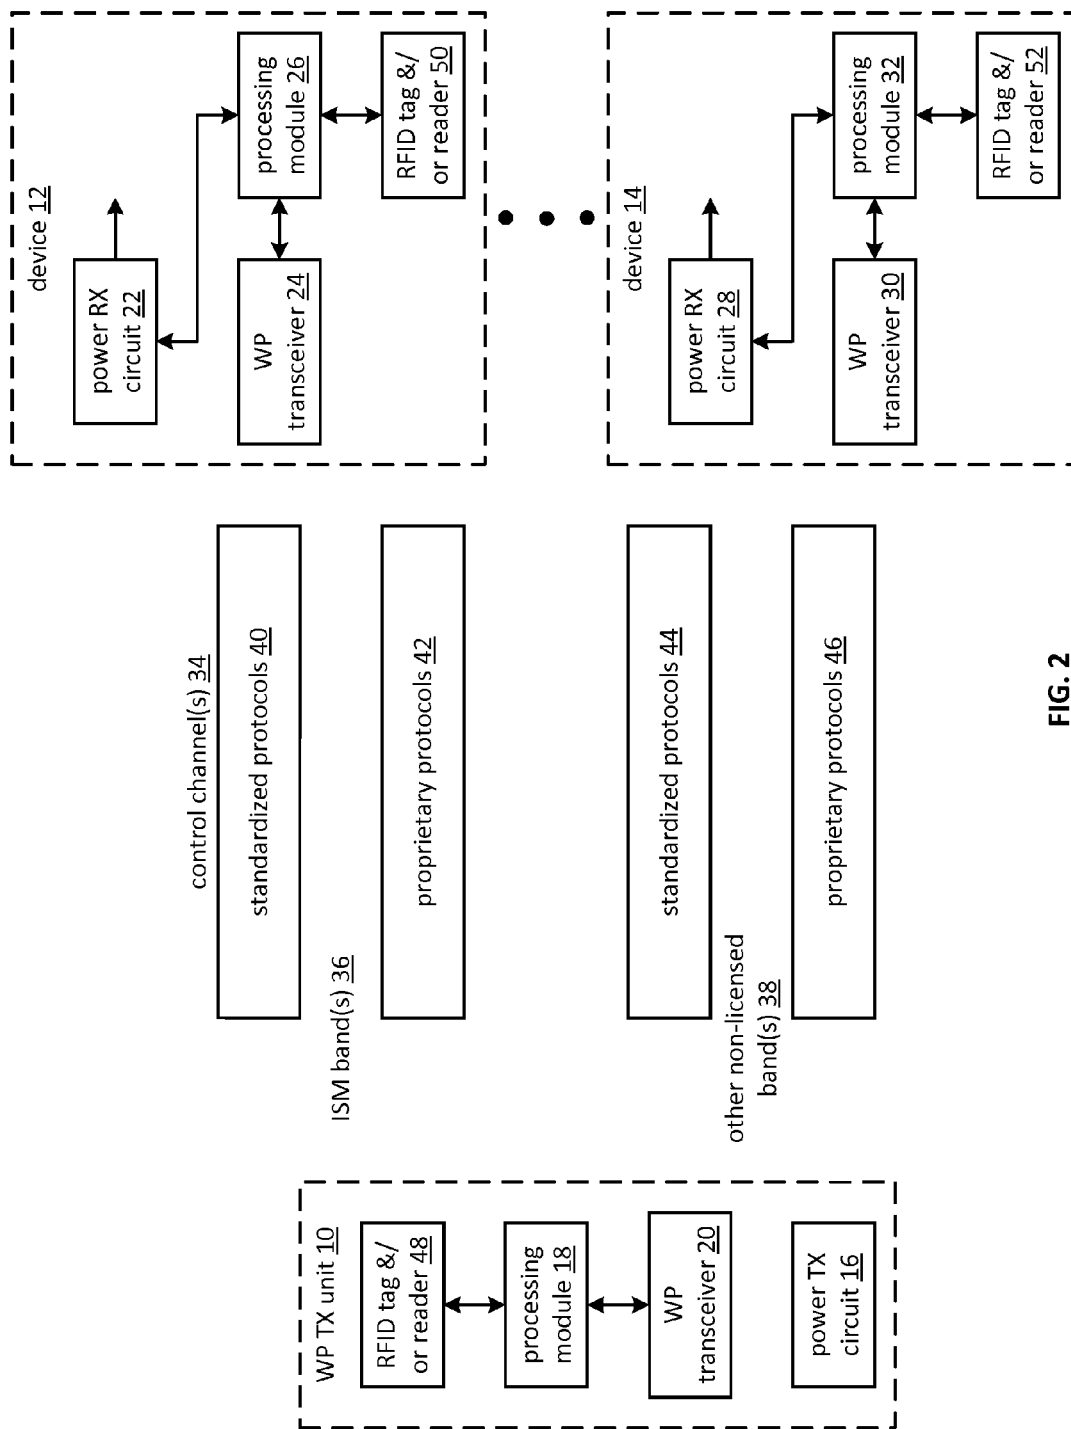 WP TX unit 10
RFID tag &/
or reader 48
processing
module 18
WP
transceiver 20
power TX
circuit 16
control channel(s) 34
standardized protocols 40
ISM band(s) 36
proprietary protocols 42
standardized protocols 44
other non-licensed
band(s) 38
proprietary protocols 46
device 12
power RX
circuit 22
processing
module 26
WP
transceiver 24
RFID tag &/
or reader 50
device 14
power RX
circuit 28
processing
module 32
WP
transceiver 30
RFID tag &/
or reader 52
FIG. 2